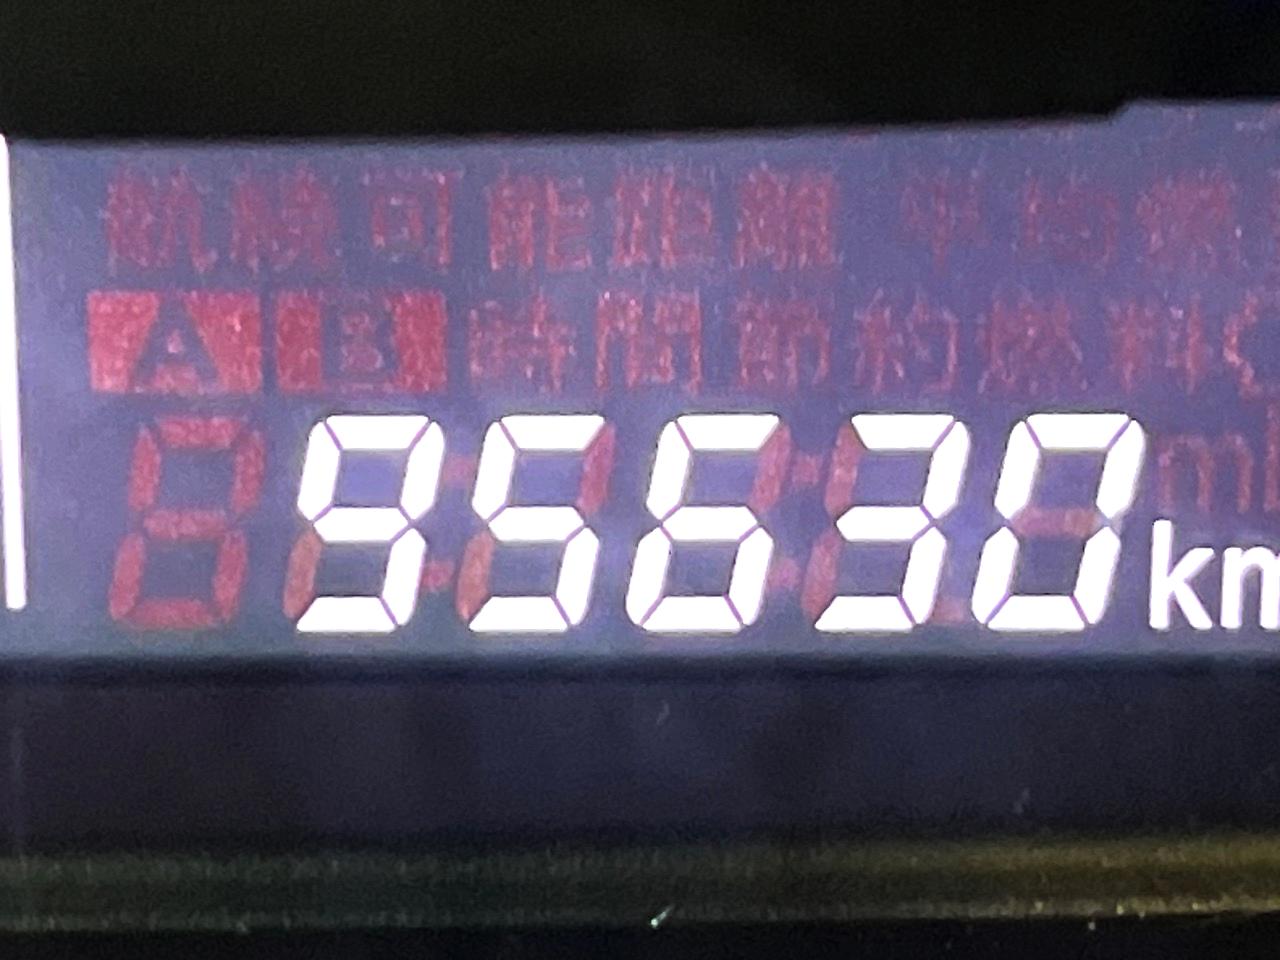 航続可能距離 平均燃
A B 時間節約燃料
95630 km